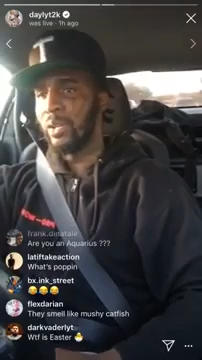 daylyt2k
was live · 1h ago
frank.dinatale
Are you an Aquarius ???
latiftakeaction
What's poppin
bx.ink_street
😂😂😂
flexdarian
They smell like mushy catfish
darkvaderlyt
Wtf is Easter 🐣